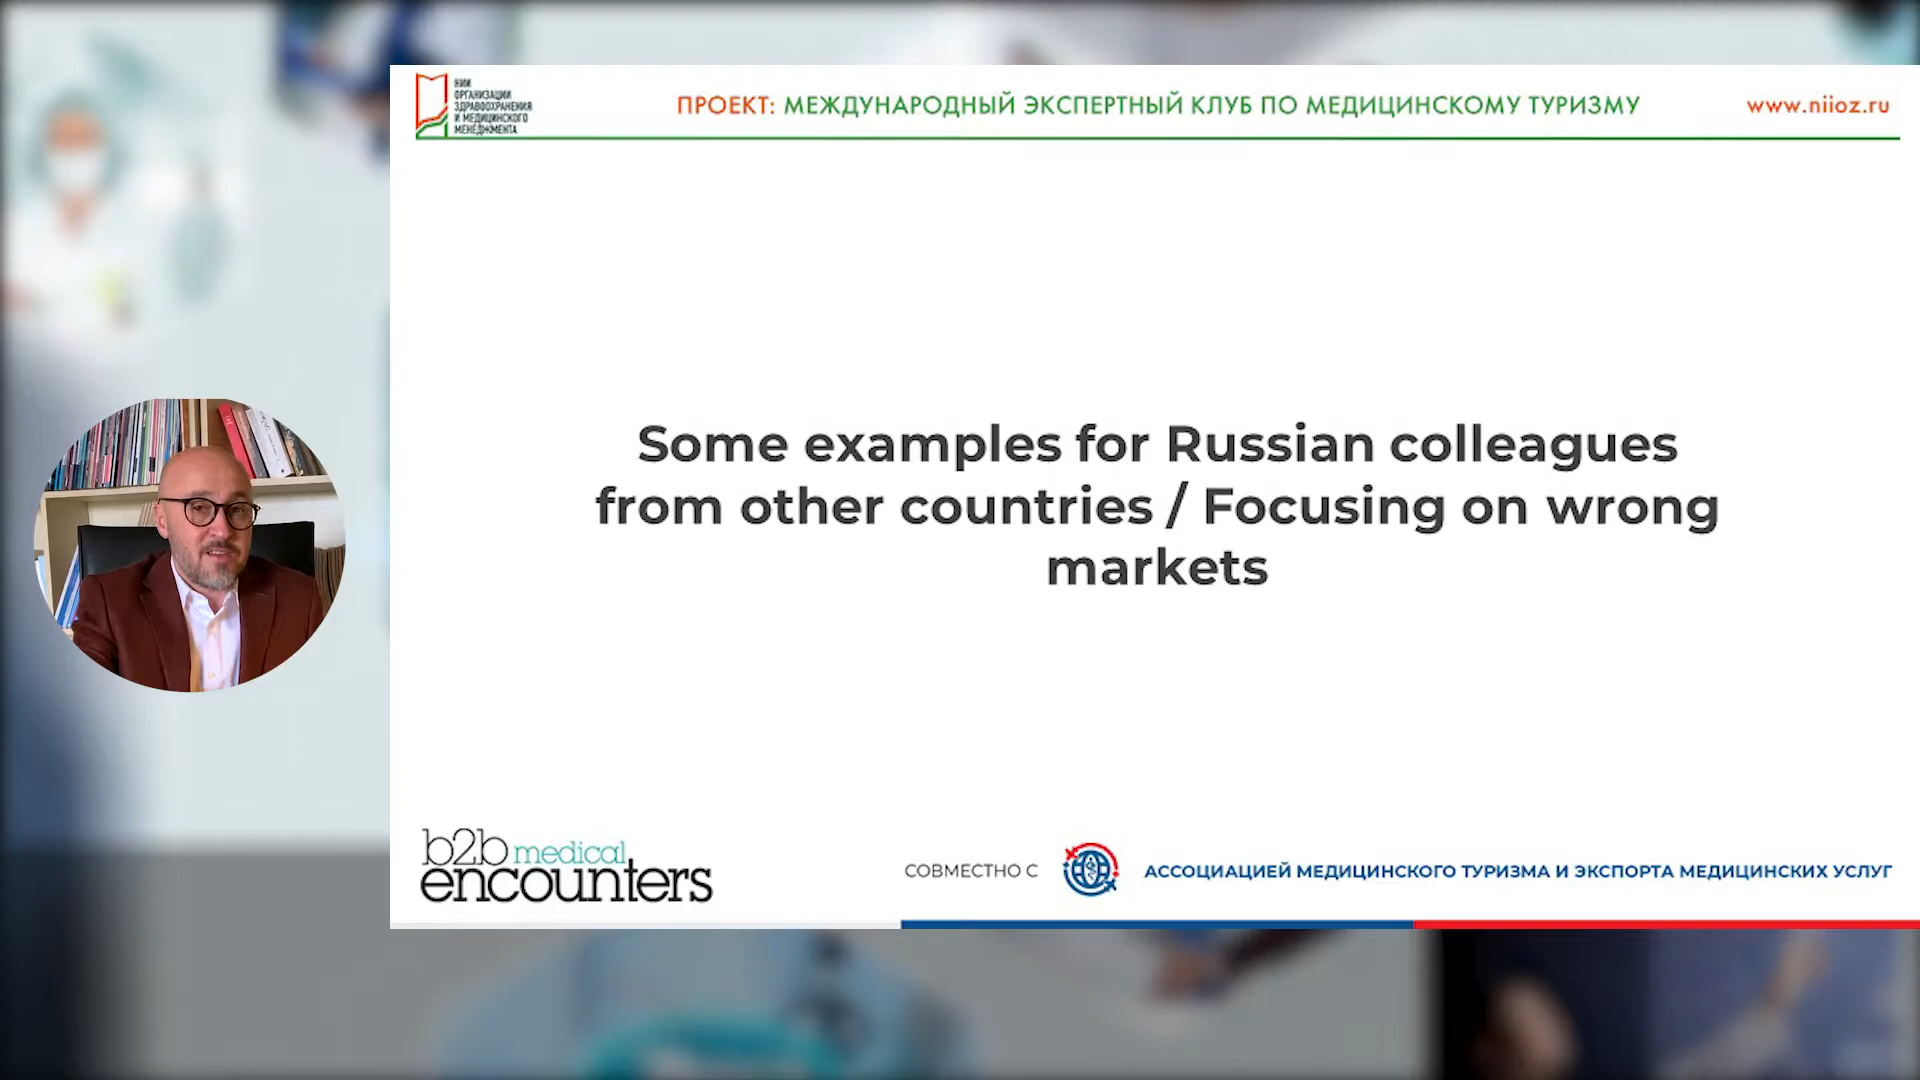 НИИ
ОРГАНИЗАЦИИ
ЗДРАВООХРАНЕНИЯ
И МЕДИЦИНСКОГО
МЕНЕДЖМЕНТА
ПРОЕКТ: МЕЖДУНАРОДНЫЙ ЭКСПЕРТНЫЙ КЛУБ ПО МЕДИЦИНСКОМУ ТУРИЗМУ
www.niioz.ru
Some examples for Russian colleagues
from other countries / Focusing on wrong
markets
b2b medical
encounters
СОВМЕСТНО С
АССОЦИАЦИЕЙ МЕДИЦИНСКОГО ТУРИЗМА И ЭКСПОРТА МЕДИЦИНСКИХ УСЛУГ